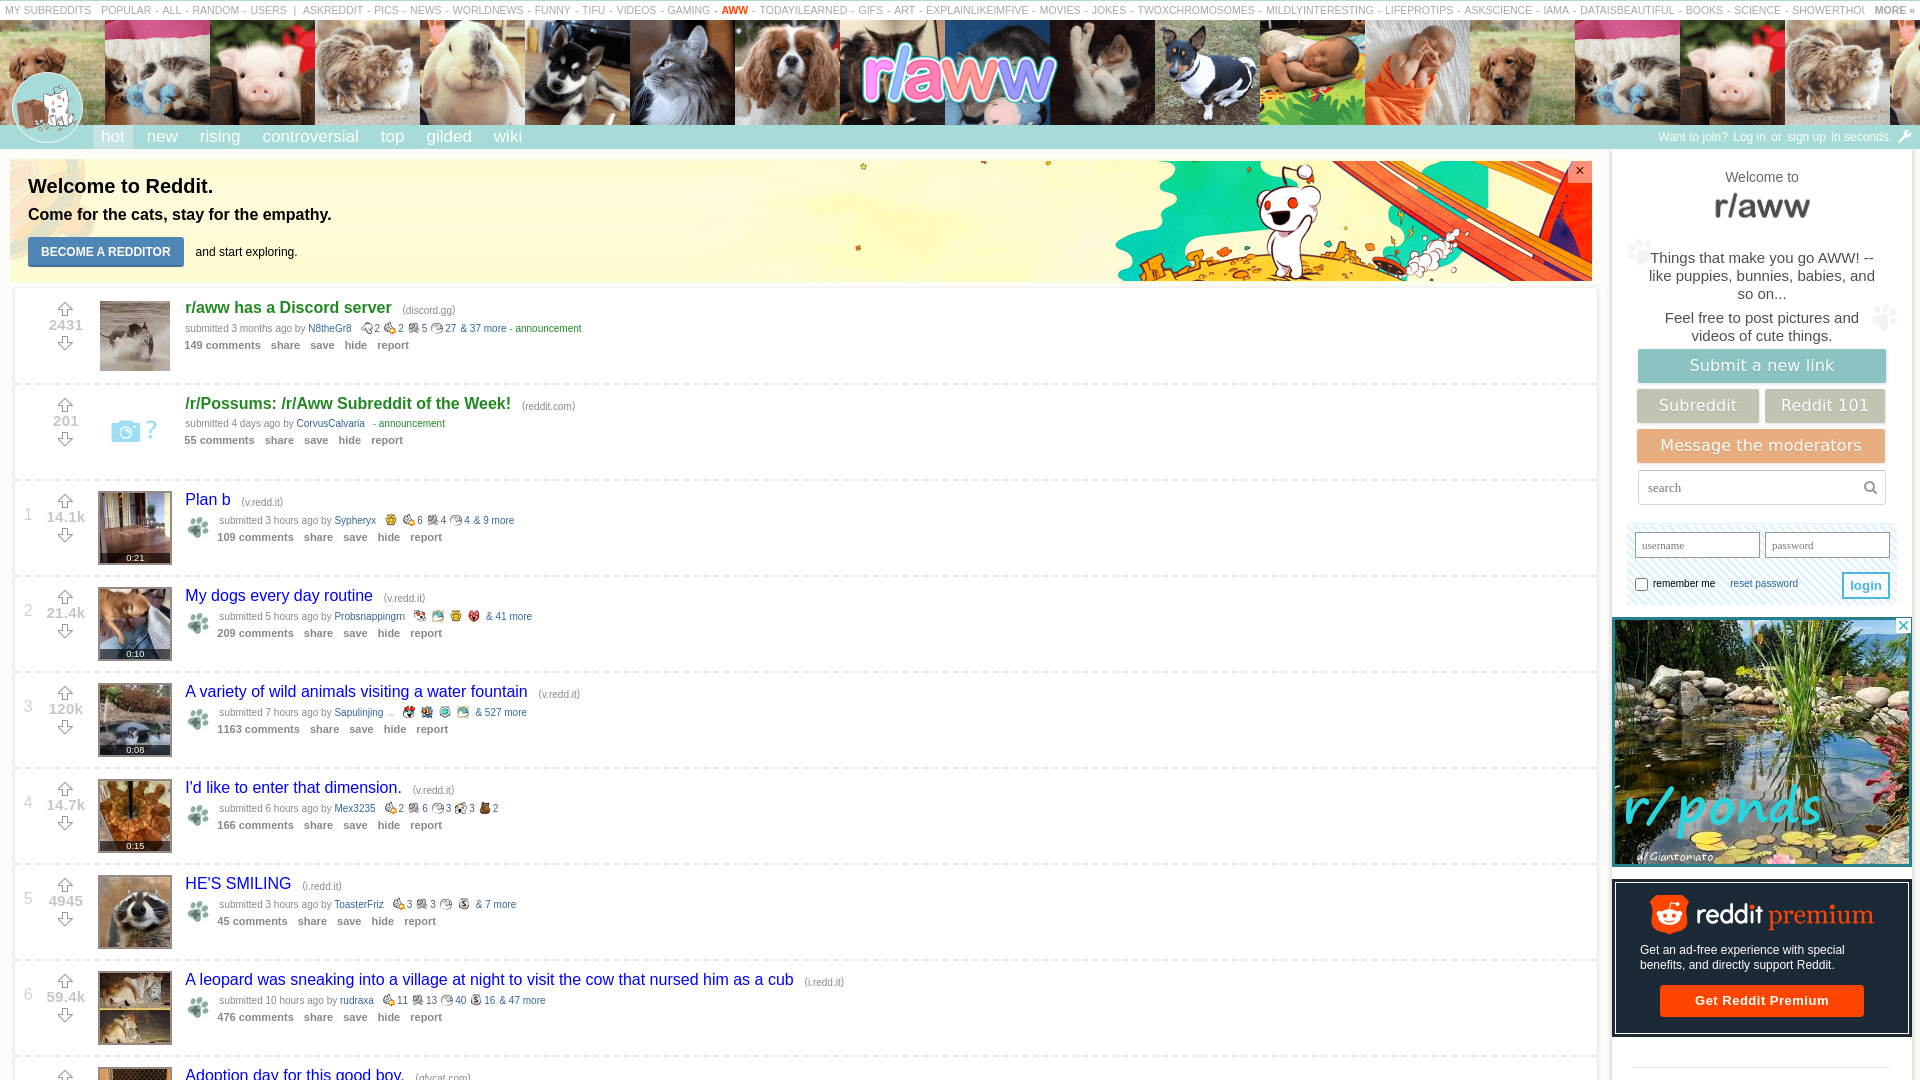 MY SUBREDDITS POPULAR - ALL - RANDOM - USERS | ASKREDDIT - PICS - NEWS - WORLDNEWS - FUNNY - TIFU - VIDEOS - GAMING - AWW - TODAYILEARNED - GIFS - ART - EXPLAINLIKEIMFIVE - MOVIES - JOKES - TWOXCHROMOSOMES - MILDLYINTERESTING - LIFEPROTIPS - ASKSCIENCE - IAMA - DATAISBEAUTIFUL - BOOKS - SCIENCE - SHOWERTHOU MORE »
r/aww
hot new rising controversial top gilded wiki
Want to join? Log in or sign up in seconds.
Welcome to Reddit.
Come for the cats, stay for the empathy.
BECOME A REDDITOR and start exploring.
×
2431
r/aww has a Discord server (discord.gg)
submitted 3 months ago by N8theGr8 2 2 5 27 & 37 more - announcement
149 comments share save hide report
201
/r/Possums: /r/Aww Subreddit of the Week! (reddit.com)
submitted 4 days ago by CorvusCalvaria - announcement
55 comments share save hide report
1
14.1k
0:21
Plan b (v.redd.it)
submitted 3 hours ago by Sypheryx 6 4 4 & 9 more
109 comments share save hide report
2
21.4k
0:10
My dogs every day routine (v.redd.it)
submitted 5 hours ago by Probsnappingrn & 41 more
209 comments share save hide report
3
120k
0:08
A variety of wild animals visiting a water fountain (v.redd.it)
submitted 7 hours ago by Sapulinjing ... & 527 more
1163 comments share save hide report
4
14.7k
0:15
I'd like to enter that dimension. (v.redd.it)
submitted 6 hours ago by Mex3235 2 6 3 3 2
166 comments share save hide report
5
4945
HE'S SMILING (i.redd.it)
submitted 3 hours ago by ToasterFriz 3 3 & 7 more
45 comments share save hide report
6
59.4k
A leopard was sneaking into a village at night to visit the cow that nursed him as a cub (i.redd.it)
submitted 10 hours ago by rudraxa 11 13 40 16 & 47 more
476 comments share save hide report
Adoption day for this good boy. (gfycat.com)
Welcome to
r/aww
Things that make you go AWW! --
like puppies, bunnies, babies, and
so on...
Feel free to post pictures and
videos of cute things.
Submit a new link
Subreddit Reddit 101
Message the moderators
search
username password
remember me reset password login
r/ponds
u/Giantomato
reddit premium
Get an ad-free experience with special
benefits, and directly support Reddit.
Get Reddit Premium